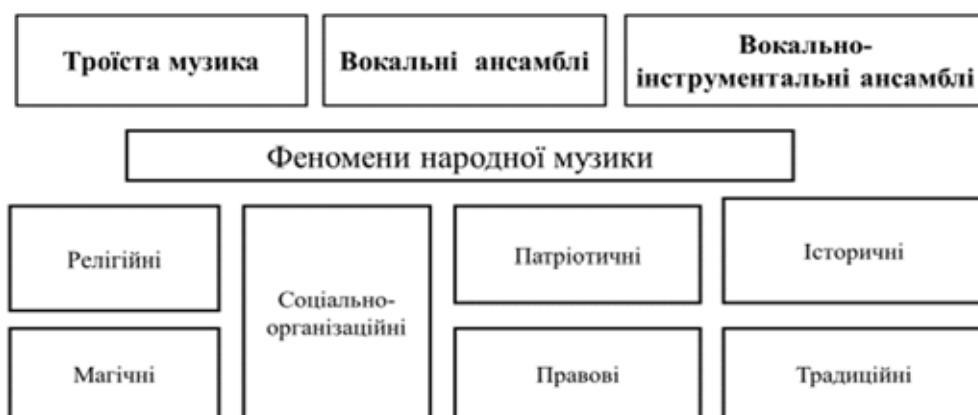 Троїста музика
Вокальні ансамблі
Вокально-
інструментальні ансамблі
Феномени народної музики
Релігійні
Соціально-
організаційні
Патріотичні
Історичні
Магічні
Правові
Традиційні